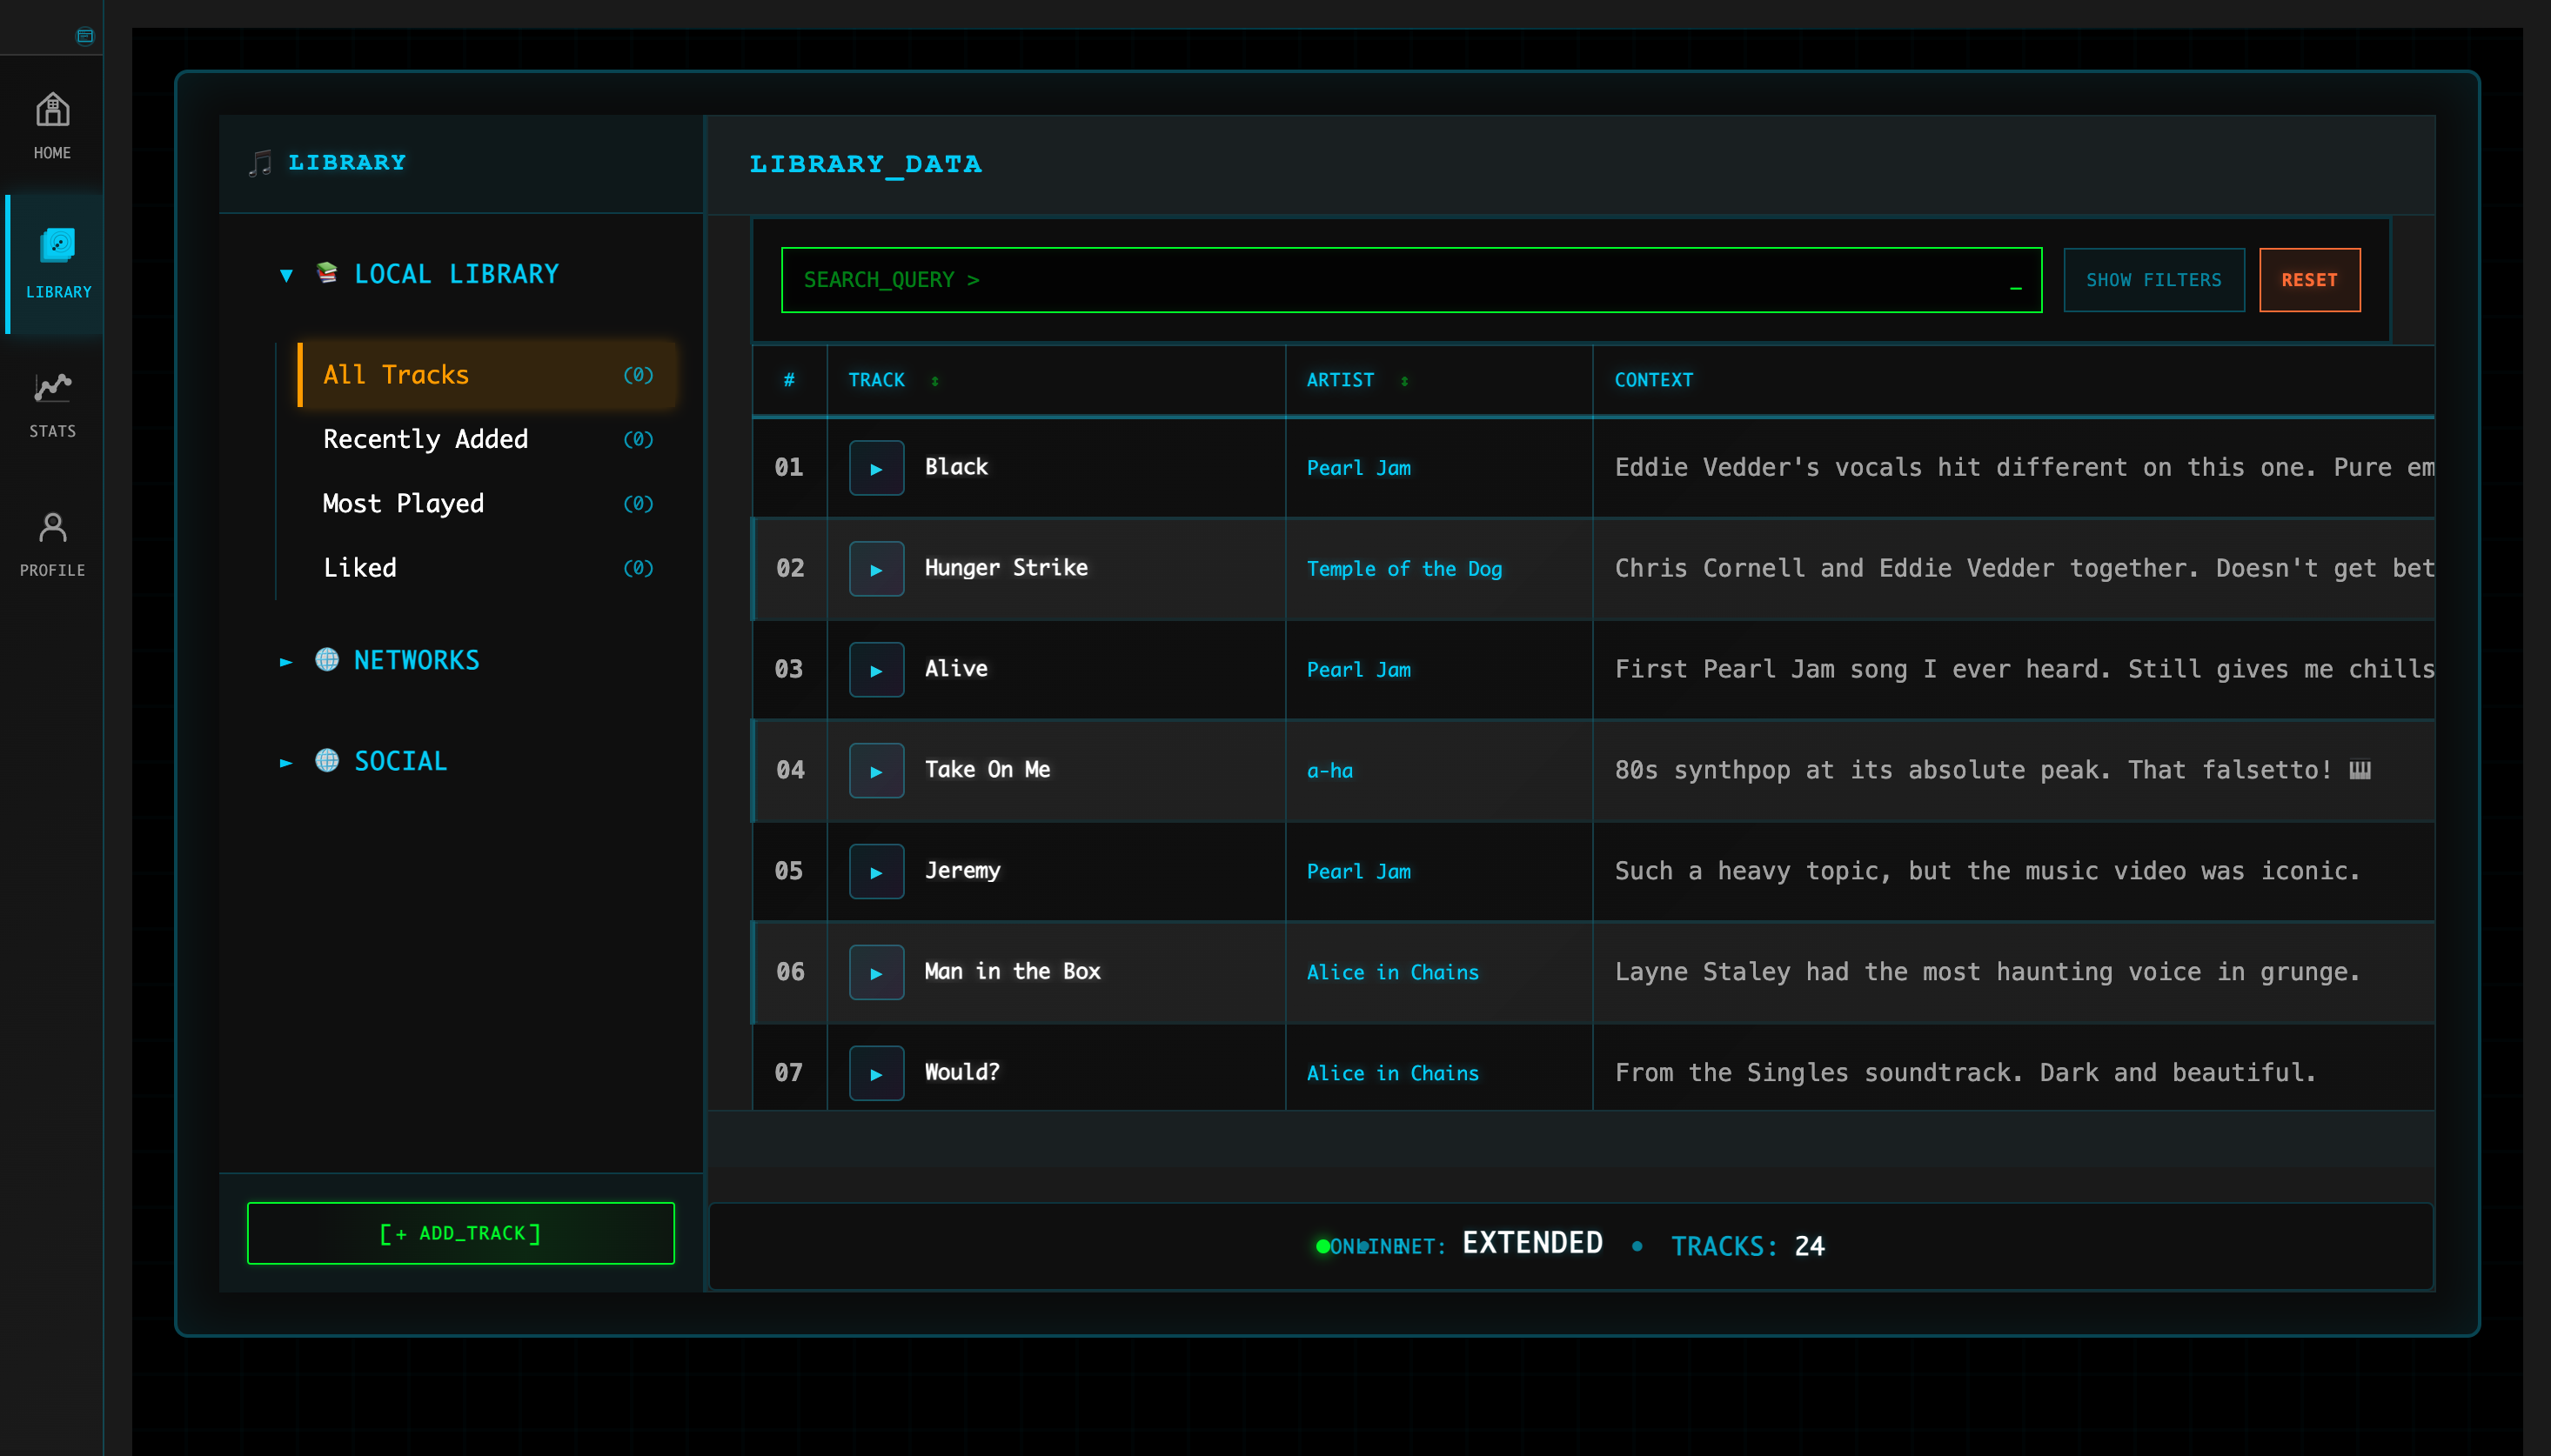 HOME
LIBRARY
STATS
PROFILE
LIBRARY
▼ LOCAL LIBRARY
All Tracks (0)
Recently Added (0)
Most Played (0)
Liked (0)
► NETWORKS
► SOCIAL
[+ ADD_TRACK]
LIBRARY_DATA
SEARCH_QUERY > _
SHOW FILTERS
RESET
# TRACK ↕ ARTIST ↕ CONTEXT
01 ▶ Black Pearl Jam Eddie Vedder's vocals hit different on this one. Pure em
02 ▶ Hunger Strike Temple of the Dog Chris Cornell and Eddie Vedder together. Doesn't get bet
03 ▶ Alive Pearl Jam First Pearl Jam song I ever heard. Still gives me chills
04 ▶ Take On Me a-ha 80s synthpop at its absolute peak. That falsetto! 🎹
05 ▶ Jeremy Pearl Jam Such a heavy topic, but the music video was iconic.
06 ▶ Man in the Box Alice in Chains Layne Staley had the most haunting voice in grunge.
07 ▶ Would? Alice in Chains From the Singles soundtrack. Dark and beautiful.
ONLINE NET: EXTENDED • TRACKS: 24